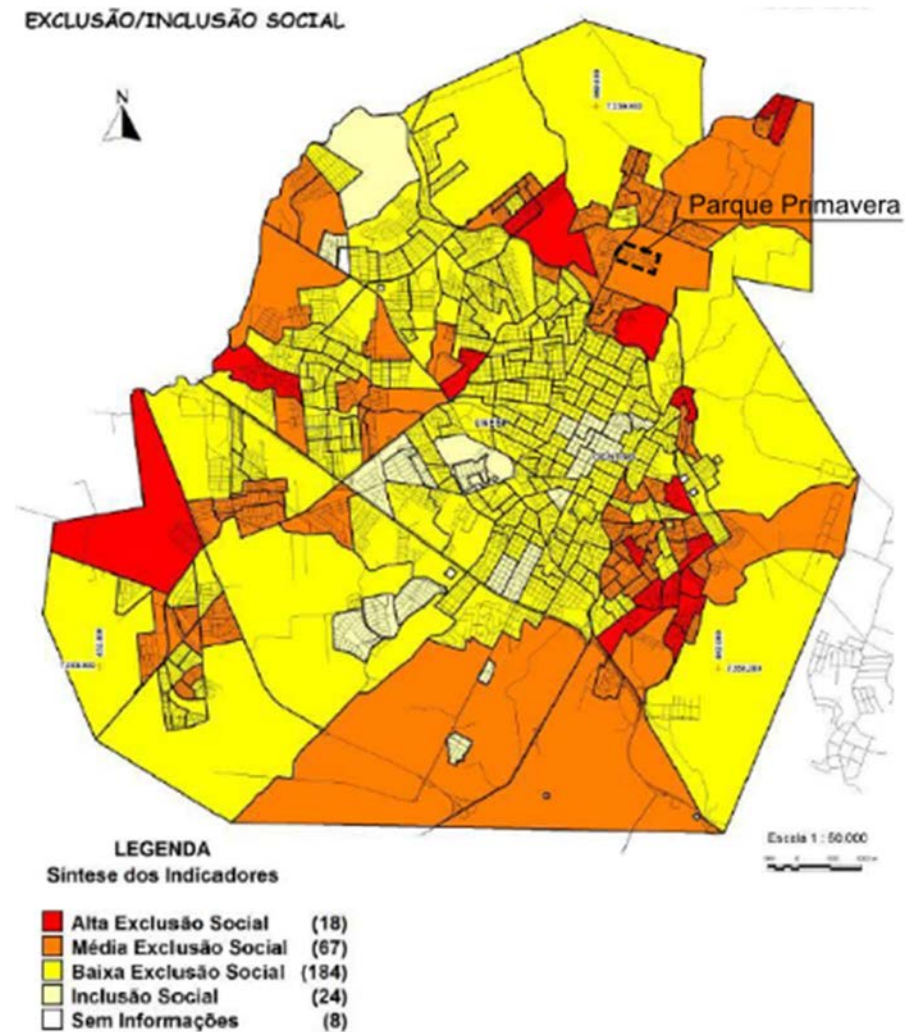 EXCLUSÃO/INCLUSÃO SOCIAL
N
Parque Primavera
Escala 1 : 50.000
LEGENDA
Síntese dos Indicadores
Alta Exclusão Social (18)
Média Exclusão Social (67)
Baixa Exclusão Social (184)
Inclusão Social (24)
Sem Informações (8)